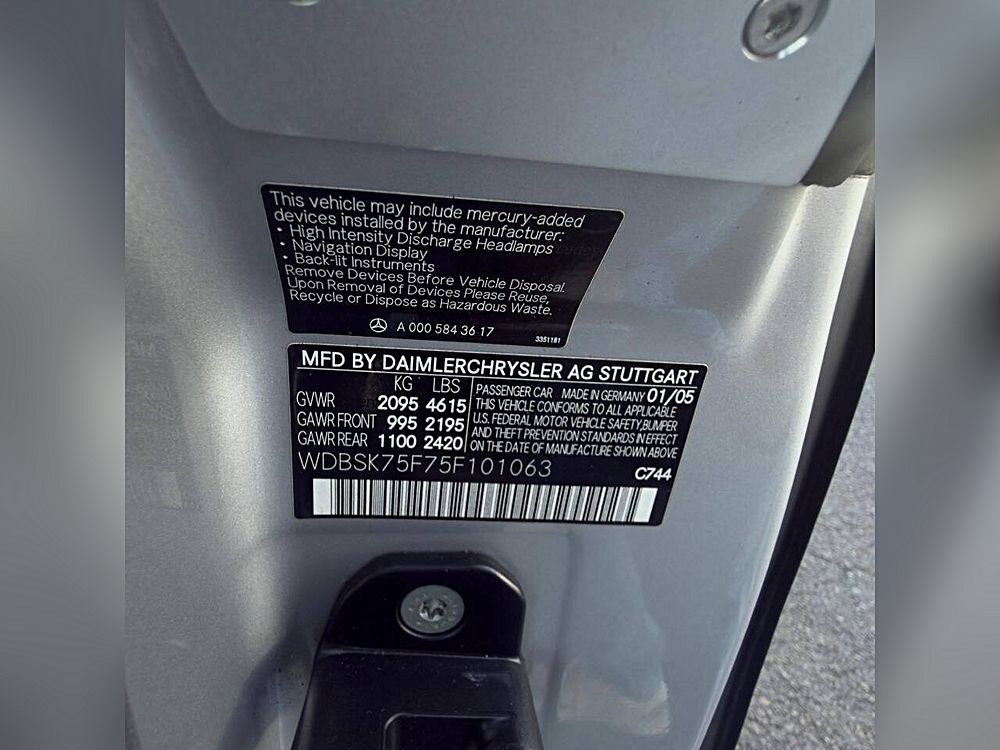 This vehicle may include mercury-added
devices installed by the manufacturer:
• High Intensity Discharge Headlamps
• Navigation Display
• Back-lit Instruments
Remove Devices Before Vehicle Disposal.
Upon Removal of Devices Please Reuse,
Recycle or Dispose as Hazardous Waste.
A 000 584 36 17
3351161
MFD BY DAIMLERCHRYSLER AG STUTTGART
KG LBS
GVWR 2095 4615
GAWR FRONT 995 2195
GAWR REAR 1100 2420
PASSENGER CAR MADE IN GERMANY 01/05
THIS VEHICLE CONFORMS TO ALL APPLICABLE
U.S. FEDERAL MOTOR VEHICLE SAFETY,BUMPER
AND THEFT PREVENTION STANDARDS IN EFFECT
ON THE DATE OF MANUFACTURE SHOWN ABOVE
WDBSK75F75F101063
C744